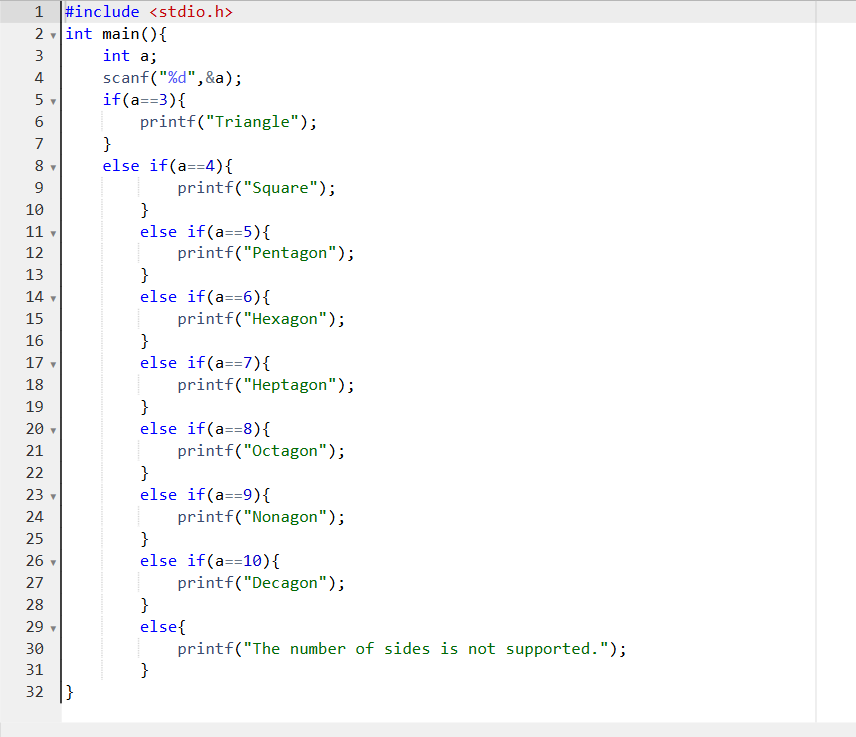 1 #include <stdio.h>
2 int main(){
3     int a;
4     scanf("%d",&a);
5     if(a==3){
6         printf("Triangle");
7     }
8     else if(a==4){
9             printf("Square");
10         }
11         else if(a==5){
12             printf("Pentagon");
13         }
14         else if(a==6){
15             printf("Hexagon");
16         }
17         else if(a==7){
18             printf("Heptagon");
19         }
20         else if(a==8){
21             printf("Octagon");
22         }
23         else if(a==9){
24             printf("Nonagon");
25         }
26         else if(a==10){
27             printf("Decagon");
28         }
29         else{
30             printf("The number of sides is not supported.");
31         }
32 }